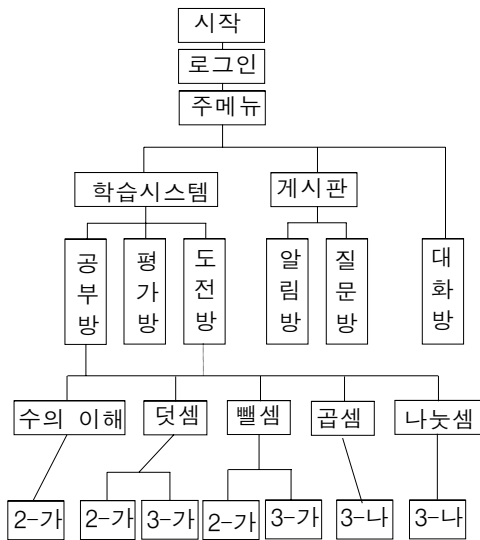 시작
로그인
주메뉴
학습시스템
게시판
공부방
평가방
도전방
알림방
질문방
대화방
수의 이해
덧셈
뺄셈
곱셈
나눗셈
2-가
2-가
3-가
2-가
3-가
3-나
3-나